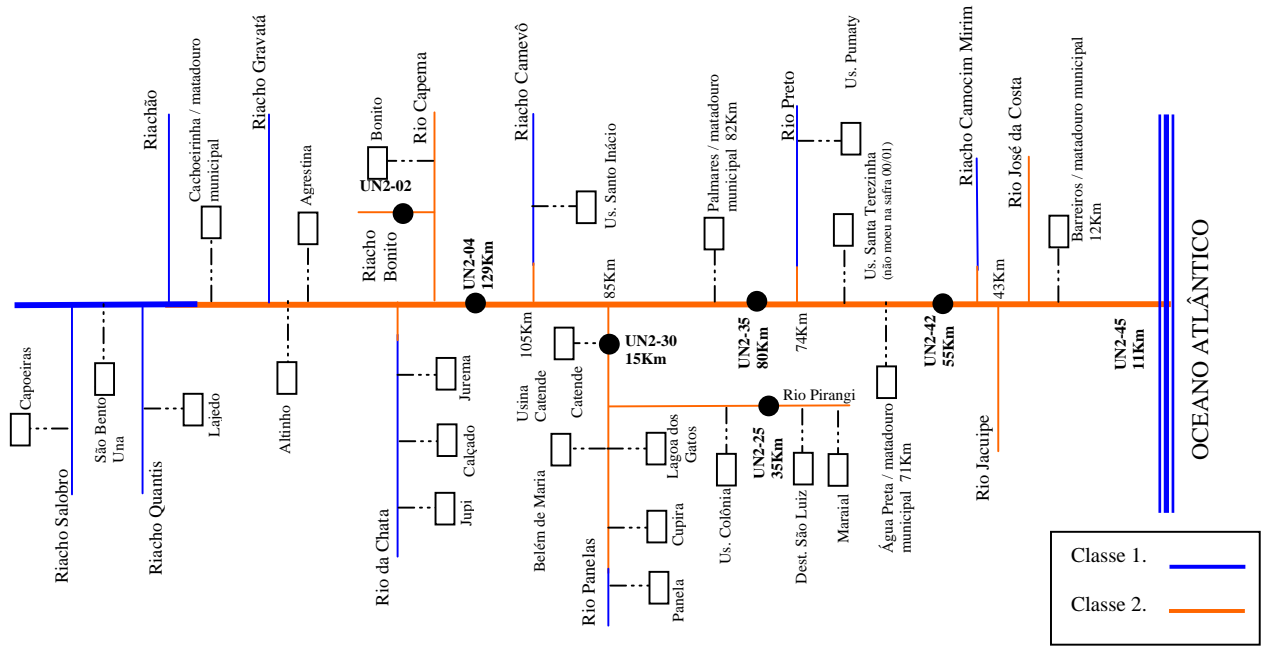 Riachão
Cachoeirinha / matadouro
municipal
Riacho Gravatá
Agrestina
Bonito
UN2-02
Riacho
Bonito
Rio Capema
UN2-04
129Km
Riacho Camevô
Us. Santo Inácio
85Km
Palmares / matadouro
municipal 82Km
Rio Preto
Us. Pumaty
Us. Santa Terezinha
(não moeu na safra 00/01)
Riacho Camocim Mirim
43Km
Rio José da Costa
Barreiros / matadouro municipal
12Km
OCEANO ATLÂNTICO
Capoeiras
Riacho Salobro
São Bento
Una
Riacho Quantis
Lajedo
Altinho
Rio da Chata
Jurema
Calçado
Jupi
105Km
Usina
Catende
Catende
UN2-30
15Km
Belém de Maria
Lagoa dos
Gatos
Cupira
Rio Panelas
Panela
UN2-35
80Km
74Km
Rio Pirangi
UN2-25
35Km
Us. Colônia
Dest. São Luiz
Maraial
Água Preta / matadouro
municipal 71Km
UN2-42
55Km
Rio Jacuipe
UN2-45
11Km
Classe 1.
Classe 2.